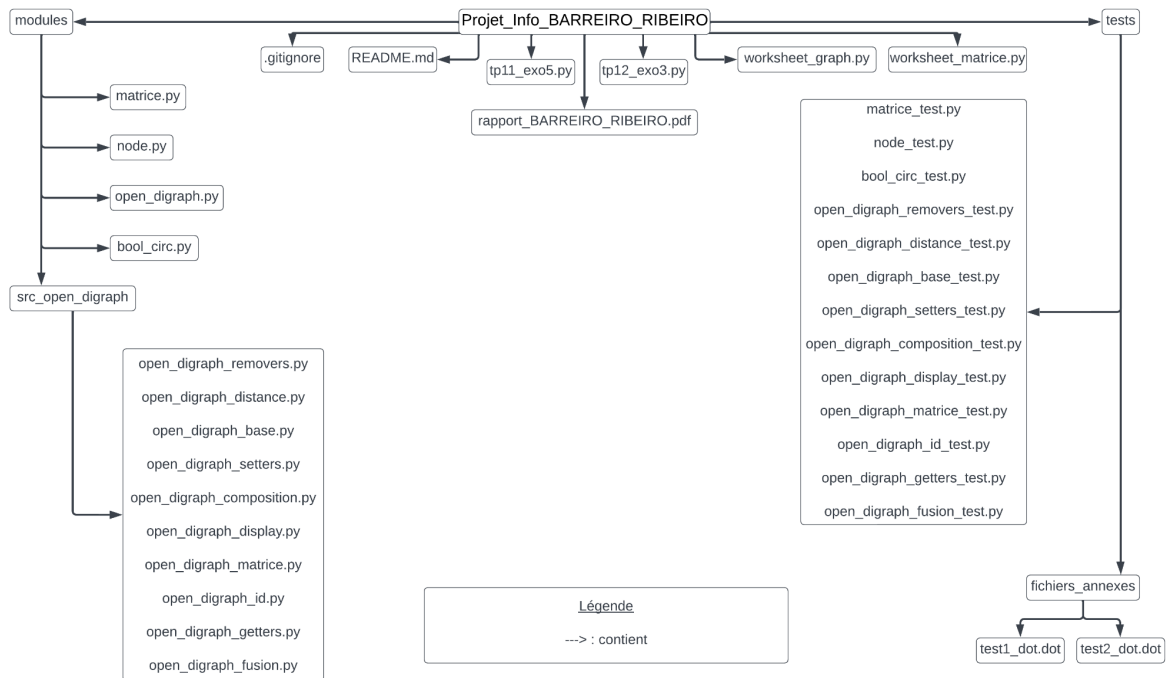 modules
Projet_Info_BARREIRO_RIBEIRO
tests
.gitignore
README.md
tp11_exo5.py
tp12_exo3.py
worksheet_graph.py
worksheet_matrice.py
rapport_BARREIRO_RIBEIRO.pdf
matrice.py
node.py
open_digraph.py
bool_circ.py
src_open_digraph
open_digraph_removers.py
open_digraph_distance.py
open_digraph_base.py
open_digraph_setters.py
open_digraph_composition.py
open_digraph_display.py
open_digraph_matrice.py
open_digraph_id.py
open_digraph_getters.py
open_digraph_fusion.py
matrice_test.py
node_test.py
bool_circ_test.py
open_digraph_removers_test.py
open_digraph_distance_test.py
open_digraph_base_test.py
open_digraph_setters_test.py
open_digraph_composition_test.py
open_digraph_display_test.py
open_digraph_matrice_test.py
open_digraph_id_test.py
open_digraph_getters_test.py
open_digraph_fusion_test.py
fichiers_annexes
test1_dot.dot
test2_dot.dot
Légende
---> : contient